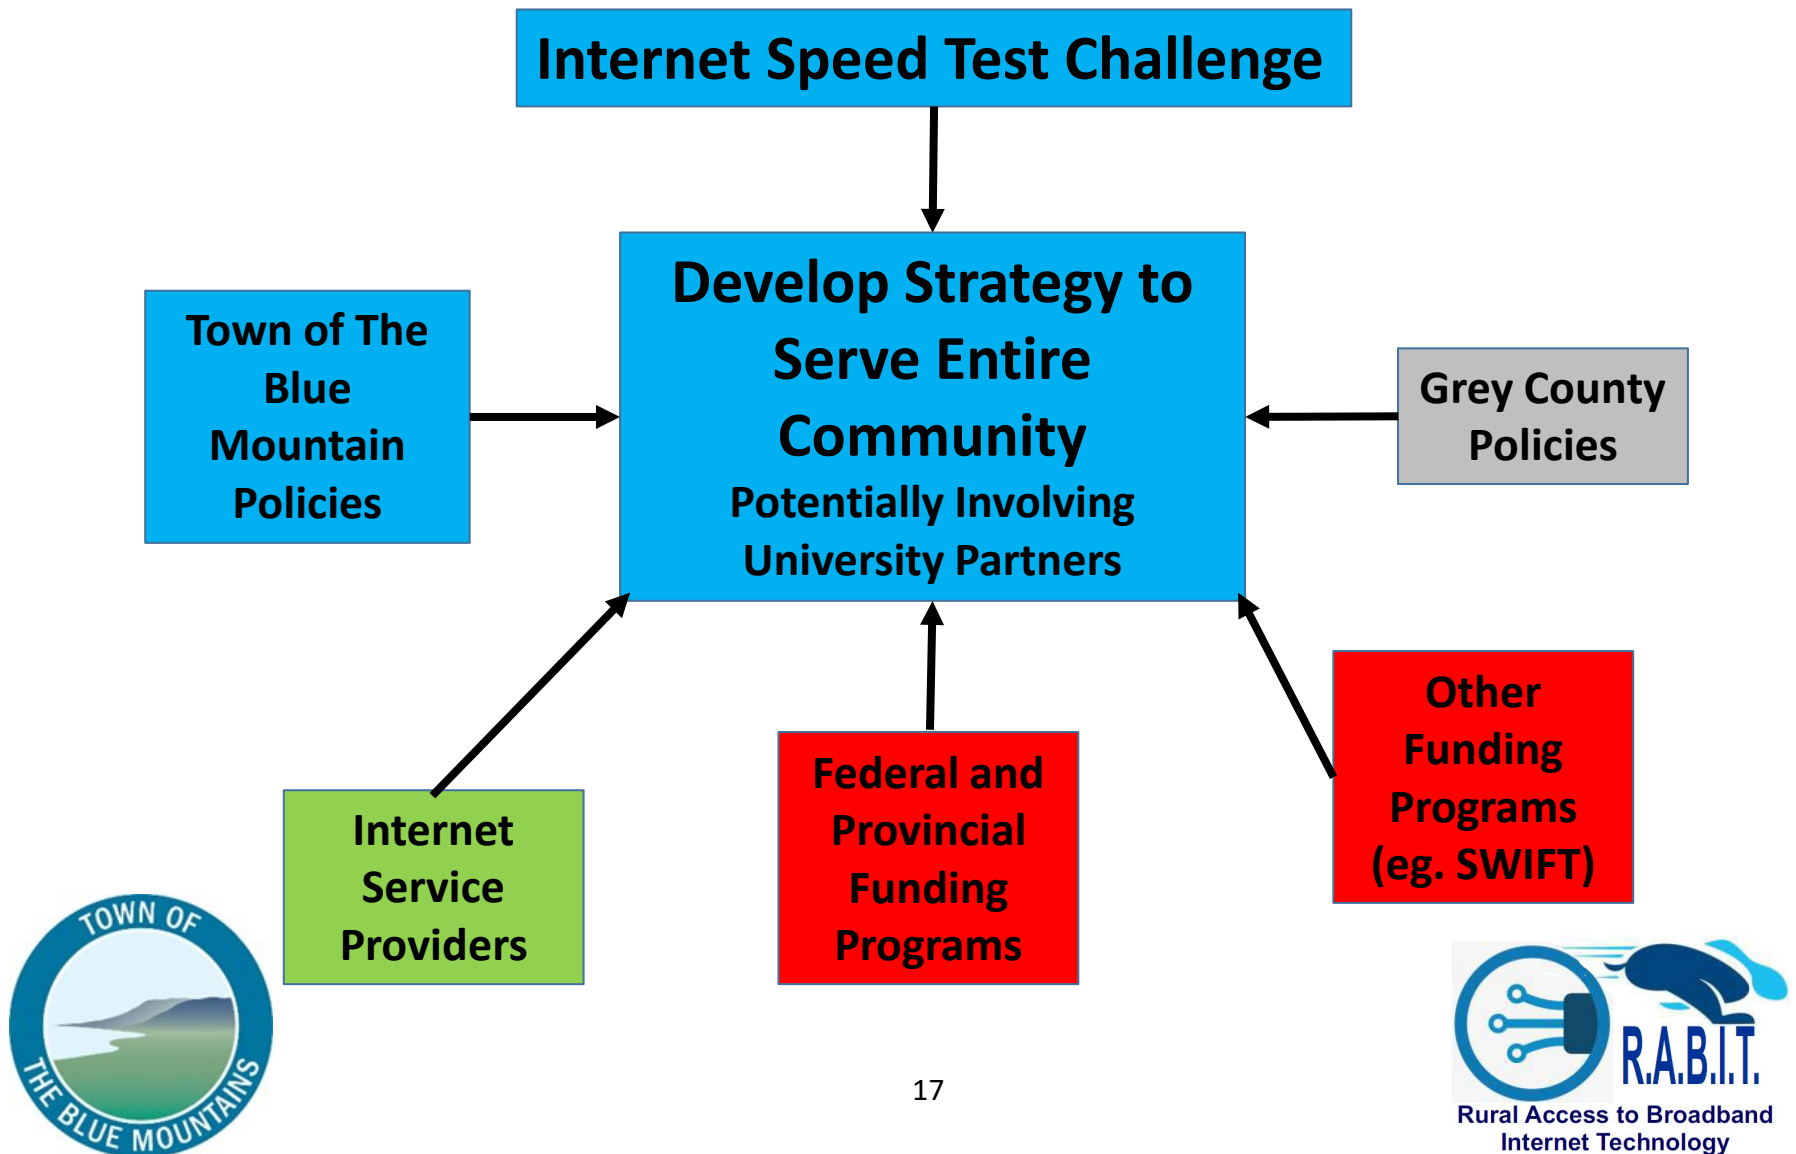 Internet Speed Test Challenge
Develop Strategy to
Serve Entire
Community
Potentially Involving
University Partners
Town of The
Blue
Mountain
Policies
Grey County
Policies
Internet
Service
Providers
Federal and
Provincial
Funding
Programs
Other
Funding
Programs
(eg. SWIFT)
TOWN OF
THE BLUE MOUNTAINS
17
R.A.B.I.T.
Rural Access to Broadband
Internet Technology